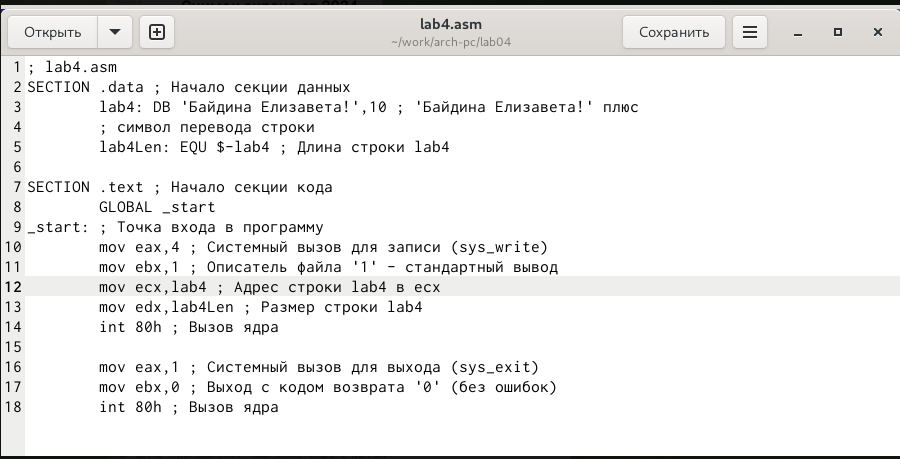 Открыть
lab4.asm
~/work/arch-pc/lab04
Сохранить
1 ; lab4.asm
2 SECTION .data ; Начало секции данных
3 lab4: DB 'Байдина Елизавета!',10 ; 'Байдина Елизавета!' плюс
4 ; символ перевода строки
5 lab4Len: EQU $-lab4 ; Длина строки lab4
6
7 SECTION .text ; Начало секции кода
8 GLOBAL _start
9 _start: ; Точка входа в программу
10 mov eax,4 ; Системный вызов для записи (sys_write)
11 mov ebx,1 ; Описатель файла '1' - стандартный вывод
12 mov ecx,lab4 ; Адрес строки lab4 в ecx
13 mov edx,lab4Len ; Размер строки lab4
14 int 80h ; Вызов ядра
15
16 mov eax,1 ; Системный вызов для выхода (sys_exit)
17 mov ebx,0 ; Выход с кодом возврата '0' (без ошибок)
18 int 80h ; Вызов ядра